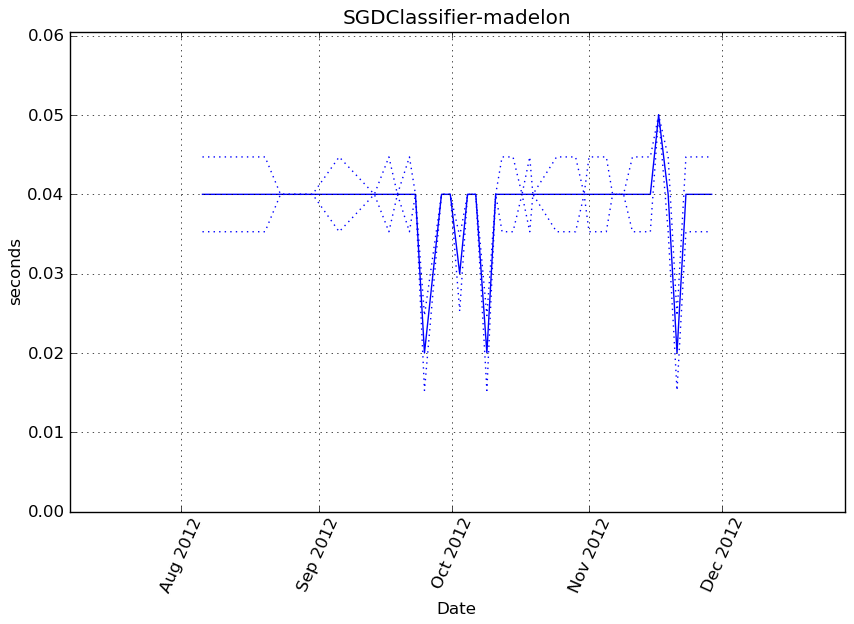 SGDClassifier-madelon
0.06
0.05
0.04
0.03
0.02
0.01
0.00
seconds
Aug 2012
Sep 2012
Oct 2012
Nov 2012
Dec 2012
Date